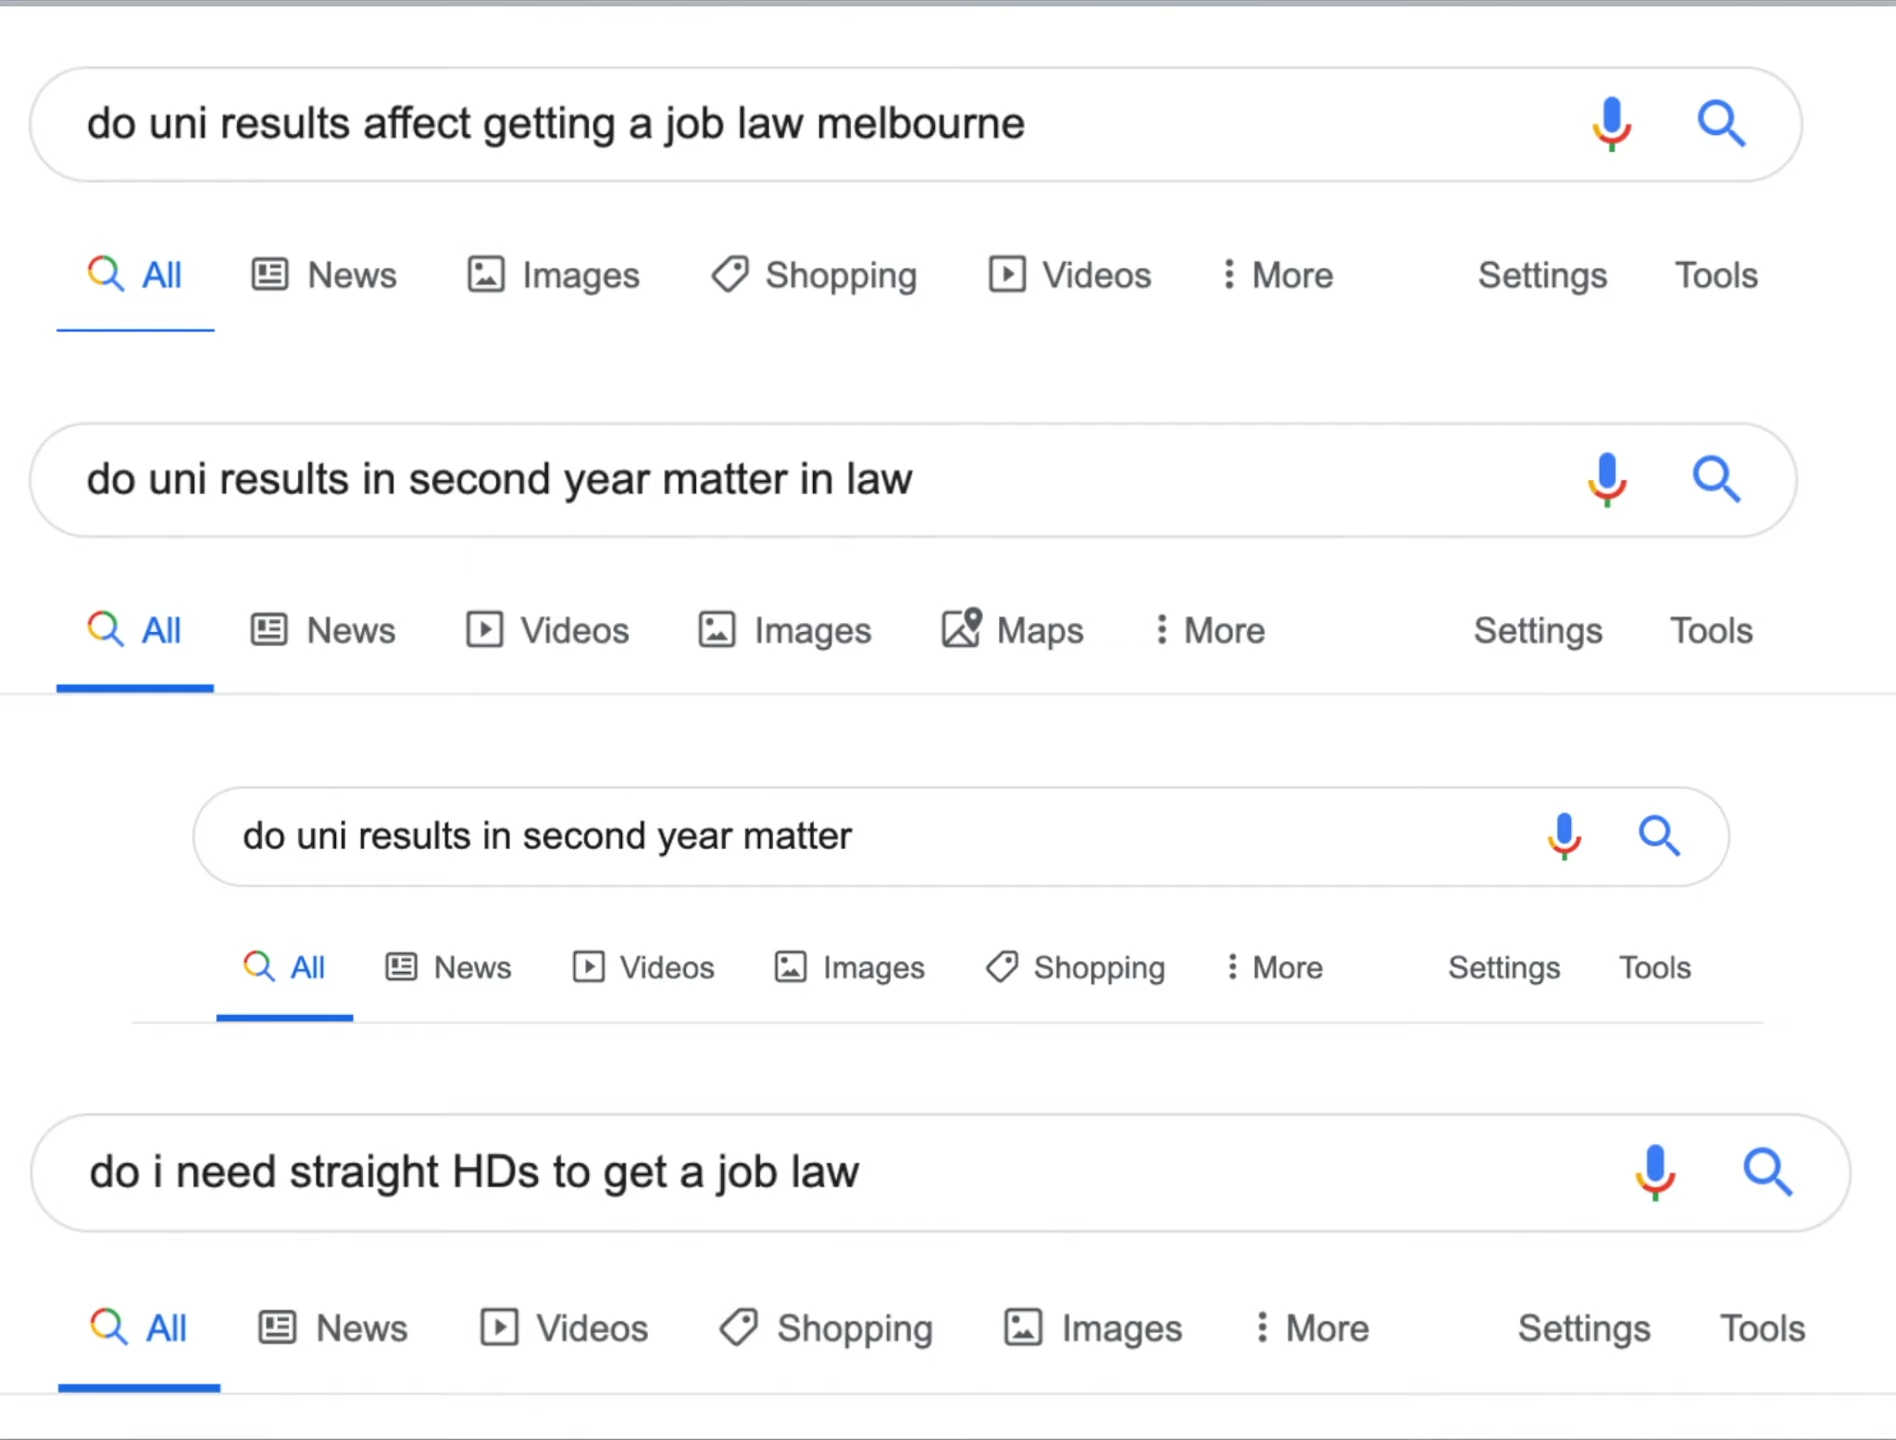 do uni results affect getting a job law melbourne
All News Images Shopping Videos More Settings Tools
do uni results in second year matter in law
All News Videos Images Maps More Settings Tools
do uni results in second year matter
All News Videos Images Shopping More Settings Tools
do i need straight HDs to get a job law
All News Videos Shopping Images More Settings Tools